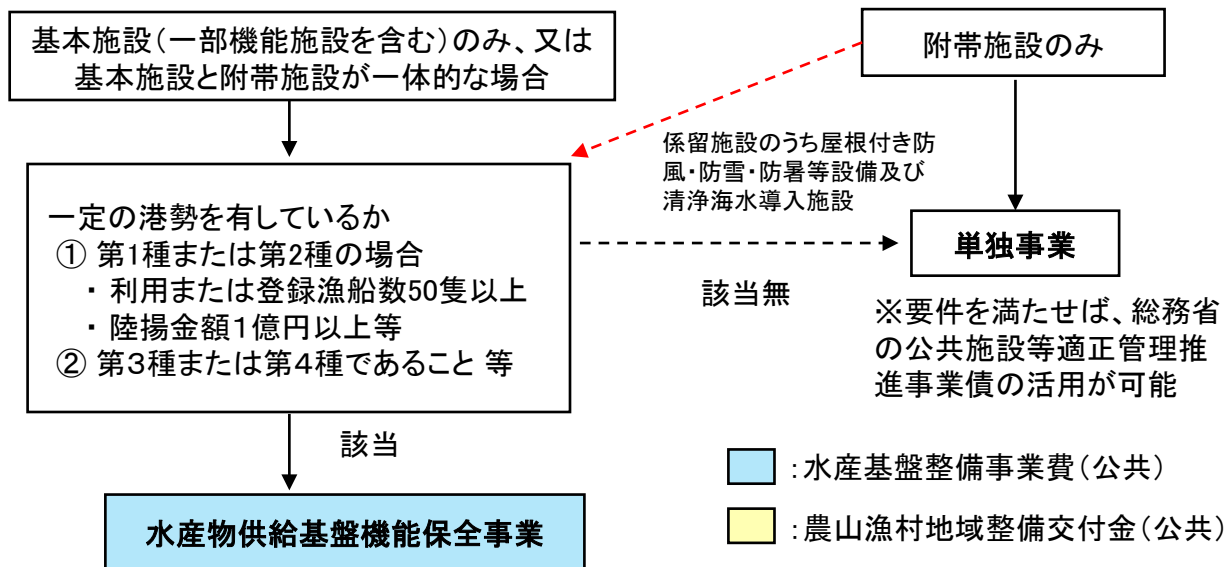 基本施設(一部機能施設を含む)のみ、又は
基本施設と附帯施設が一体的な場合
附帯施設のみ
係留施設のうち屋根付き防
風・防雪・防暑等設備及び
清浄海水導入施設
一定の港勢を有しているか
① 第1種または第2種の場合
・ 利用または登録漁船数50隻以上
・ 陸揚金額1億円以上等
② 第3種または第4種であること 等
該当無
単独事業
※要件を満たせば、総務省
の公共施設等適正管理推
進事業債の活用が可能
該当
水産物供給基盤機能保全事業
:水産基盤整備事業費(公共)
:農山漁村地域整備交付金(公共)